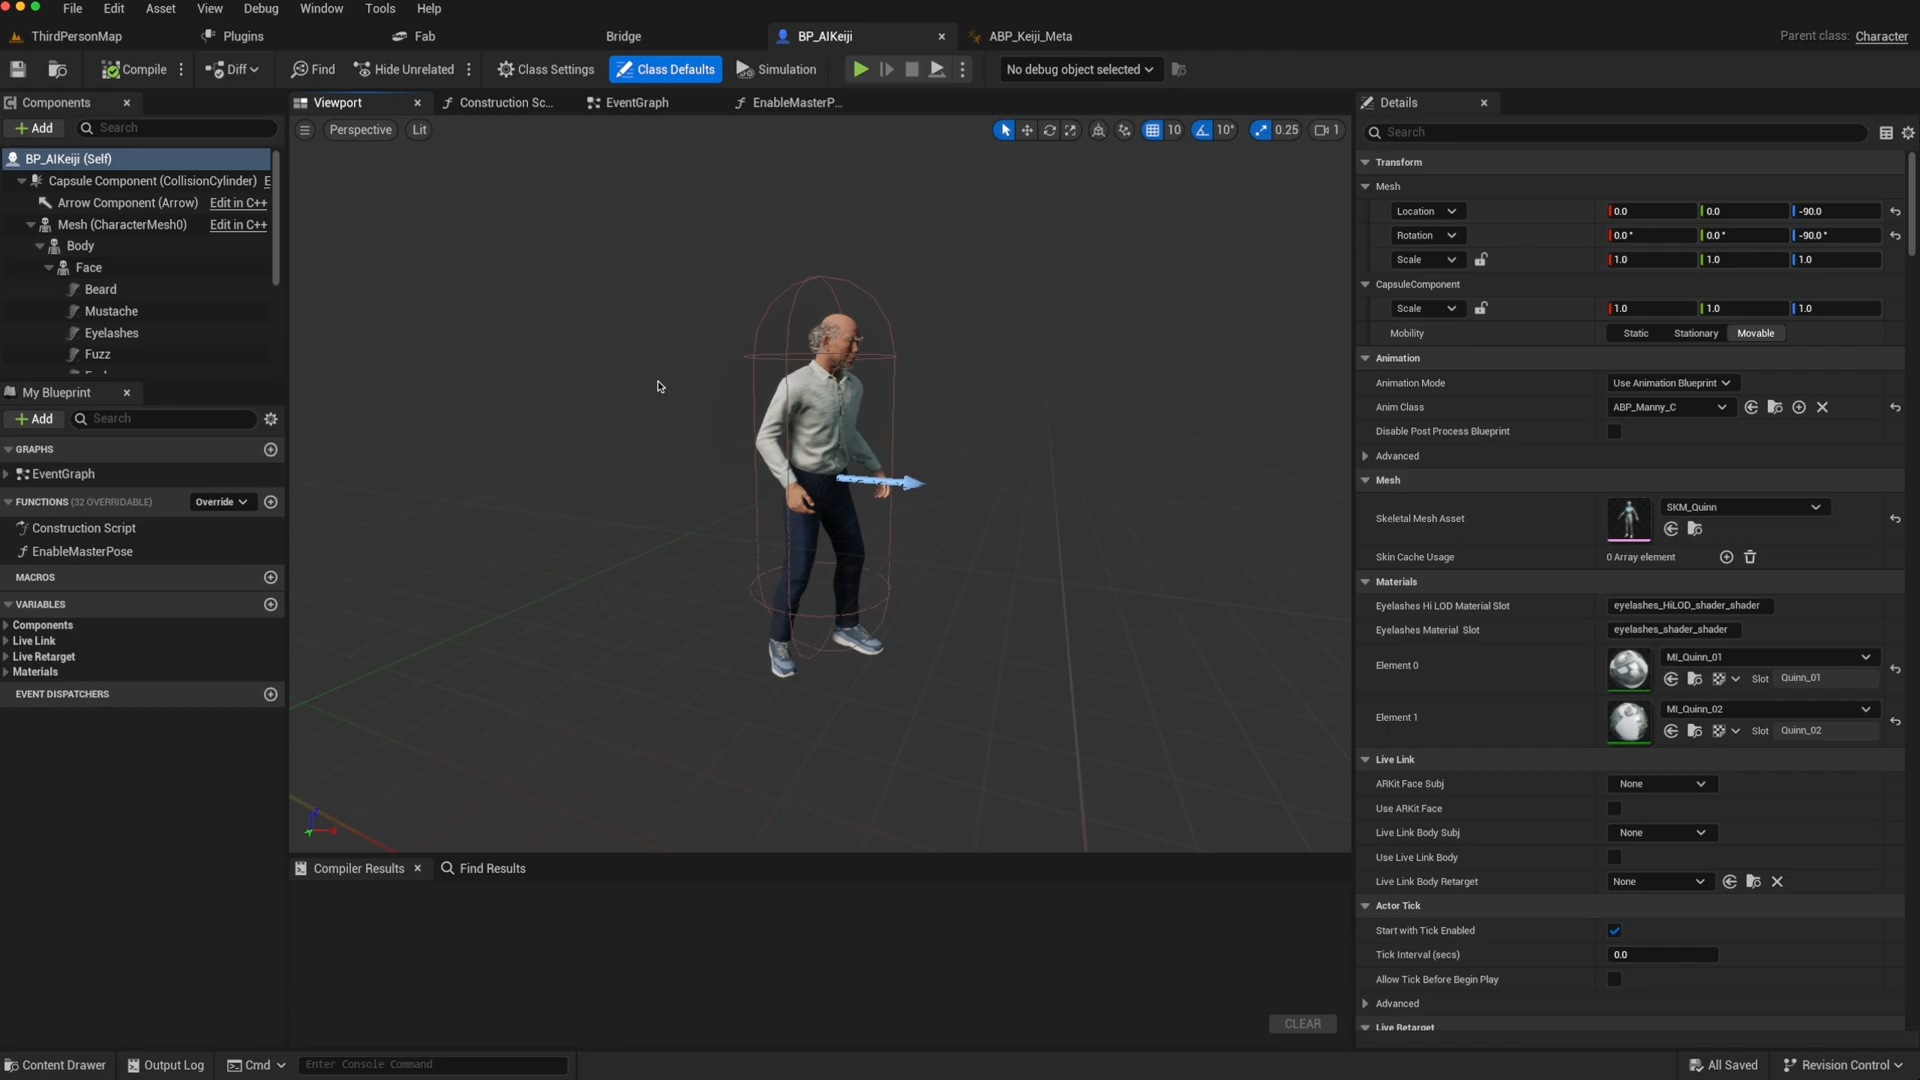 File Edit Asset View Debug Window Tools Help
ThirdPersonMap Plugins Fab Bridge BP_AIKeiji ABP_Keiji_Meta Parent class: Character
Compile Diff Find Hide Unrelated Class Settings Class Defaults Simulation No debug object selected
Components
Add Search
BP_AIKeiji (Self)
Capsule Component (CollisionCylinder) E
Arrow Component (Arrow) Edit in C++
Mesh (CharacterMesh0) Edit in C++
Body
Face
Beard
Mustache
Eyelashes
Fuzz
My Blueprint
Add Search
GRAPHS
EventGraph
FUNCTIONS (32 OVERRIDABLE) Override
Construction Script
EnableMasterPose
MACROS
VARIABLES
Components
Live Link
Live Retarget
Materials
EVENT DISPATCHERS
Viewport Construction Sc... EventGraph EnableMasterP...
Perspective Lit 10 10° 0.25 1
Compiler Results Find Results
CLEAR
Details
Search
Transform
Mesh
Location 0.0 0.0 -90.0
Rotation 0.0° 0.0° -90.0°
Scale 1.0 1.0 1.0
CapsuleComponent
Scale 1.0 1.0 1.0
Mobility Static Stationary Movable
Animation
Animation Mode Use Animation Blueprint
Anim Class ABP_Manny_C
Disable Post Process Blueprint
Advanced
Mesh
Skeletal Mesh Asset SKM_Quinn
Skin Cache Usage 0 Array element
Materials
Eyelashes Hi LOD Material Slot eyelashes_HiLOD_shader_shader
Eyelashes Material Slot eyelashes_shader_shader
Element 0 MI_Quinn_01
Slot Quinn_01
Element 1 MI_Quinn_02
Slot Quinn_02
Live Link
ARKit Face Subj None
Use ARKit Face
Live Link Body Subj None
Use Live Link Body
Live Link Body Retarget None
Actor Tick
Start with Tick Enabled
Tick Interval (secs) 0.0
Allow Tick Before Begin Play
Advanced
Live Retarget
Content Drawer Output Log Cmd Enter Console Command All Saved Revision Control